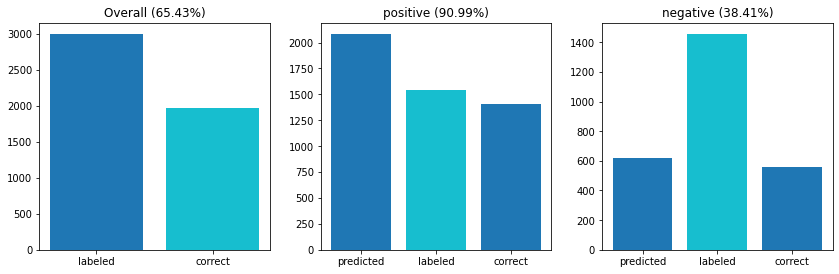 Overall (65.43%)
3000
2500
2000
1500
1000
500
0
labeled
correct
positive (90.99%)
2000
1750
1500
1250
1000
750
500
250
0
predicted
labeled
correct
negative (38.41%)
1400
1200
1000
800
600
400
200
0
predicted
labeled
correct